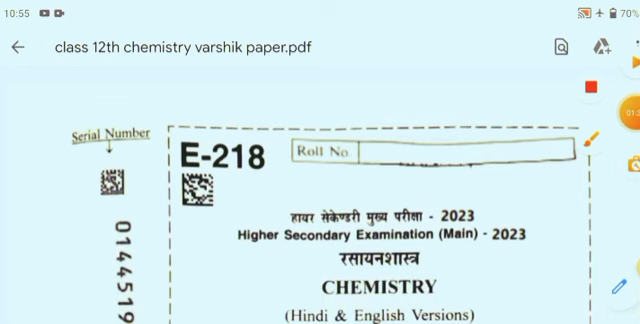 10:55
70%
class 12th chemistry varshik paper.pdf
Serial Number
E-218
Roll No.
0144519
हायर सेकेण्डरी मुख्य परीक्षा - 2023
Higher Secondary Examination (Main) - 2023
रसायनशास्त्र
CHEMISTRY
(Hindi & English Versions)